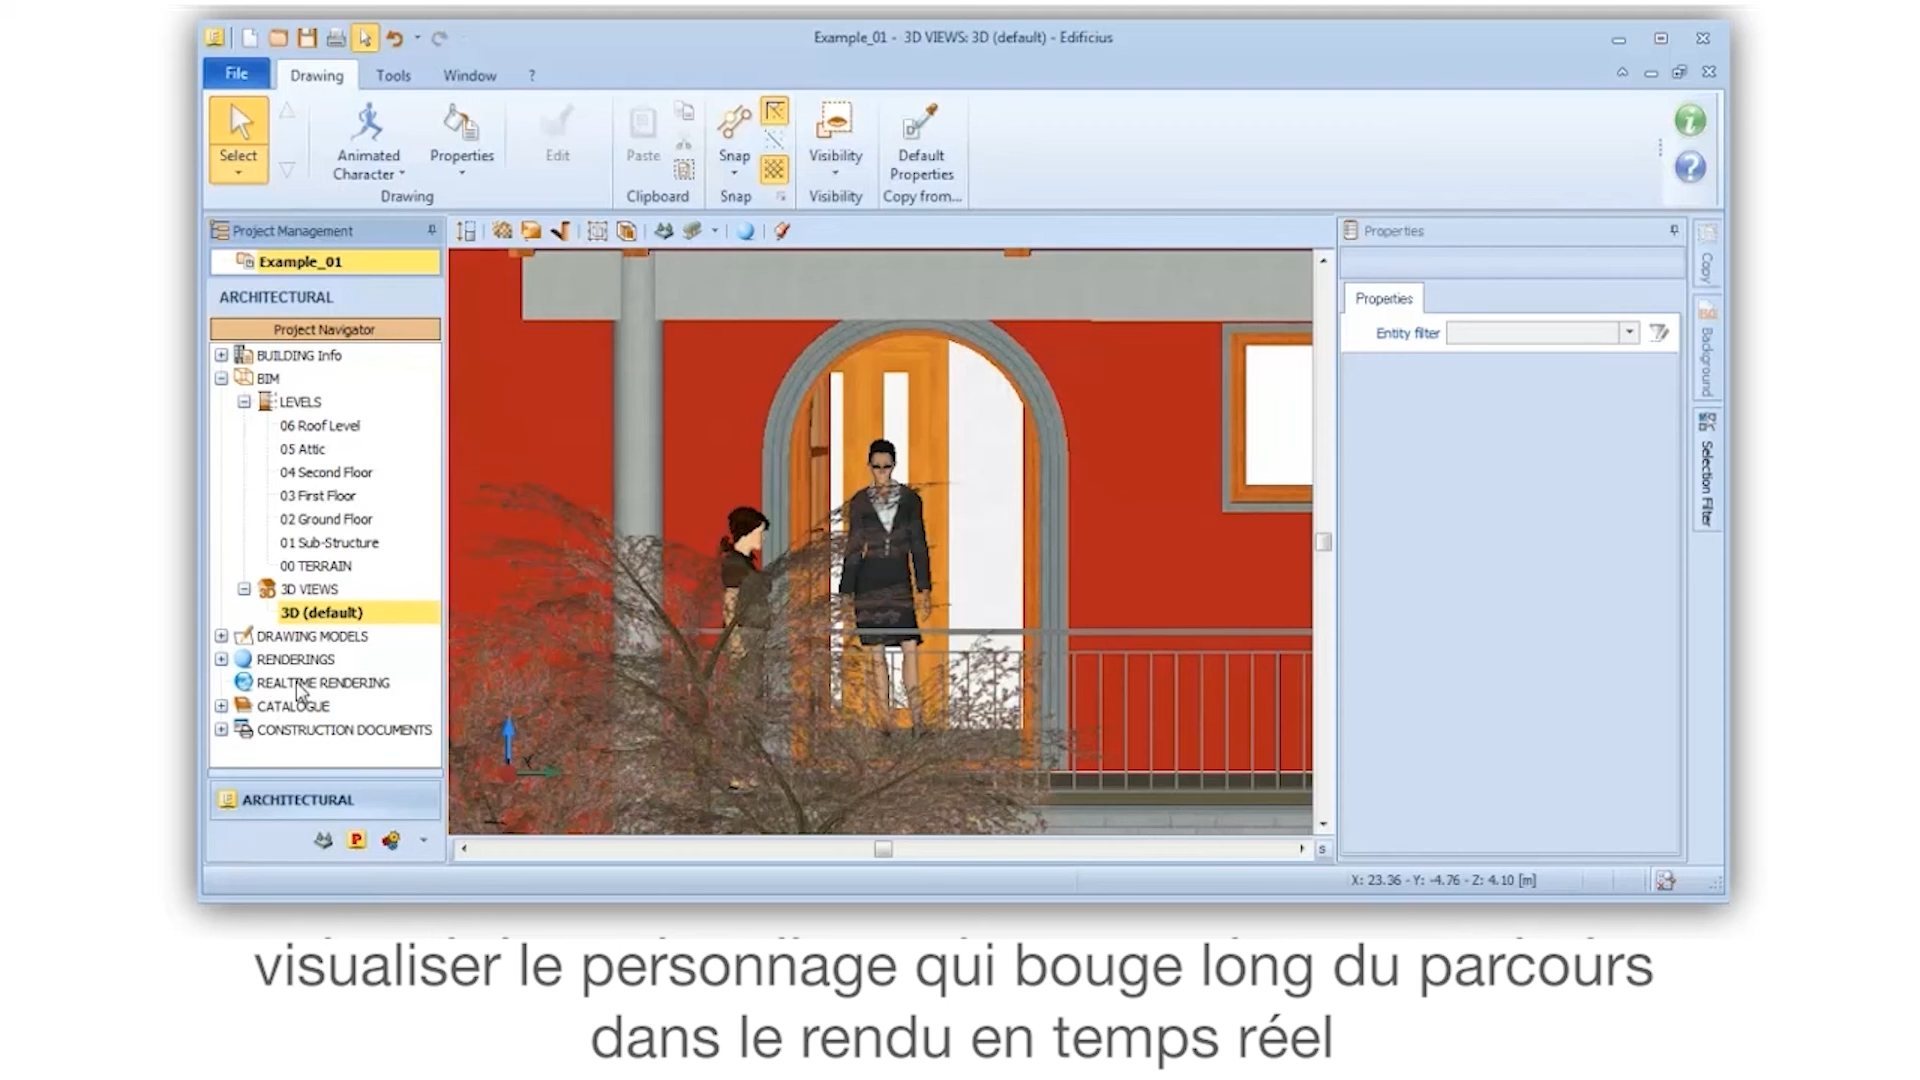 Example_01 - 3D VIEWS: 3D (default) - Edificius
File
Drawing
Tools
Window
?
Select
Animated
Character
Properties
Edit
Paste
Snap
Visibility
Default
Properties
Drawing
Clipboard
Snap
Visibility
Copy from...
Project Management
Example_01
ARCHITECTURAL
Project Navigator
BUILDING Info
BIM
LEVELS
06 Roof Level
05 Attic
04 Second Floor
03 First Floor
02 Ground Floor
01 Sub-Structure
00 TERRAIN
3D VIEWS
3D (default)
DRAWING MODELS
RENDERINGS
REALTIME RENDERING
CATALOGUE
CONSTRUCTION DOCUMENTS
ARCHITECTURAL
P
Y
S
Properties
Properties
Entity filter
Copy
Background
Selection Filter
X: 23.36 - Y: -4.76 - Z: 4.10 [m]
visualiser le personnage qui bouge long du parcours
dans le rendu en temps réel